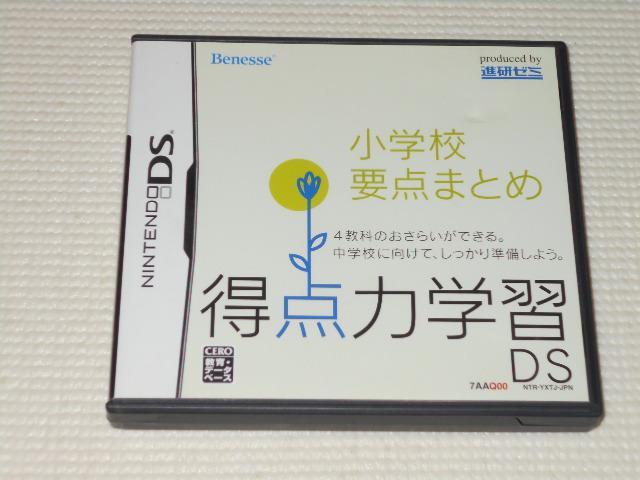 NINTENDO DS
Benesse®
produced by
進研ゼミ
小学校
要点まとめ
4教科のおさらいができる。
中学校に向けて、しっかり準備しよう。
得点力学習
DS
CERO
教育・
データ
ベース
7AAQ00
NTR-YXTJ-JPN